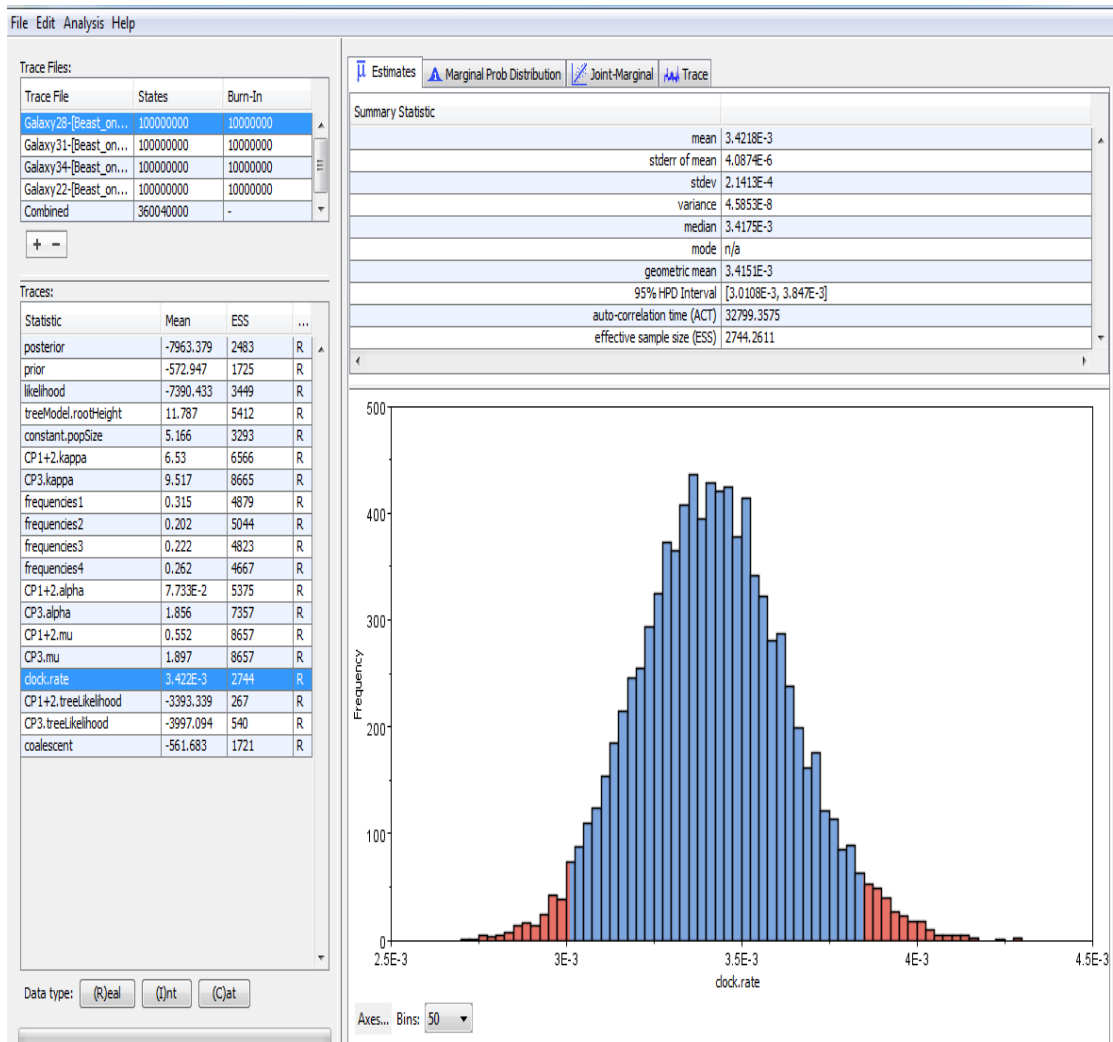 File Edit Analysis Help
Trace Files:
Trace File States Burn-In
Galaxy28-[Beast_on... 100000000 10000000
Galaxy31-[Beast_on... 100000000 10000000
Galaxy34-[Beast_on... 100000000 10000000
Galaxy22-[Beast_on... 100000000 10000000
Combined 360040000 -
+ -
Traces:
Statistic Mean ESS ...
posterior -7963.379 2483 R
prior -572.947 1725 R
likelihood -7390.433 3449 R
treeModel.rootHeight 11.787 5412 R
constant.popSize 5.166 3293 R
CP1+2.kappa 6.53 6566 R
CP3.kappa 9.517 8665 R
frequencies1 0.315 4879 R
frequencies2 0.202 5044 R
frequencies3 0.222 4823 R
frequencies4 0.262 4667 R
CP1+2.alpha 7.733E-2 5375 R
CP3.alpha 1.856 7357 R
CP1+2.mu 0.552 8657 R
CP3.mu 1.897 8657 R
clock.rate 3.422E-3 2744 R
CP1+2.treeLikelihood -3393.339 267 R
CP3.treeLikelihood -3997.094 540 R
coalescent -561.683 1721 R
Data type: (R)eal (I)nt (C)at
Estimates Marginal Prob Distribution Joint-Marginal Trace
Summary Statistic
mean 3.4218E-3
stderr of mean 4.0874E-6
stdev 2.1413E-4
variance 4.5853E-8
median 3.4175E-3
mode n/a
geometric mean 3.4151E-3
95% HPD Interval [3.0108E-3, 3.847E-3]
auto-correlation time (ACT) 32799.3575
effective sample size (ESS) 2744.2611
500
400
300
200
100
0
Frequency
2.5E-3 3E-3 3.5E-3 4E-3 4.5E-3
clock.rate
Axes... Bins: 50